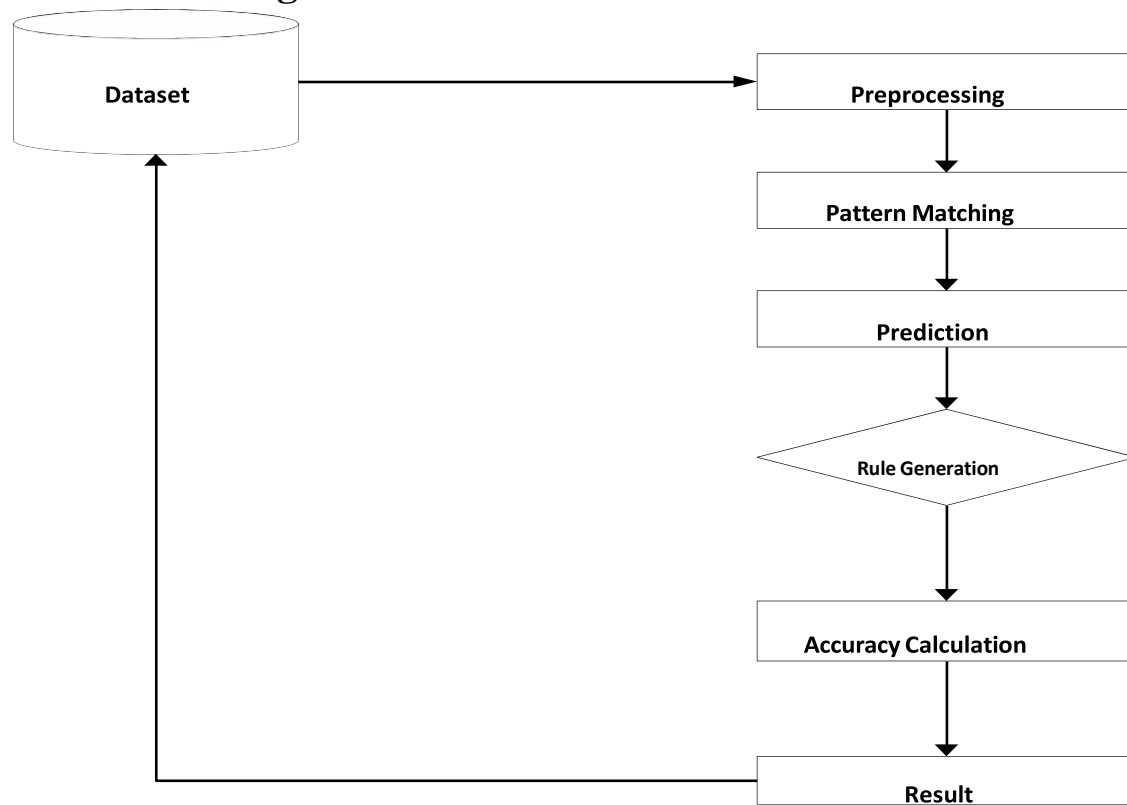 Dataset
Preprocessing
Pattern Matching
Prediction
Rule Generation
Accuracy Calculation
Result